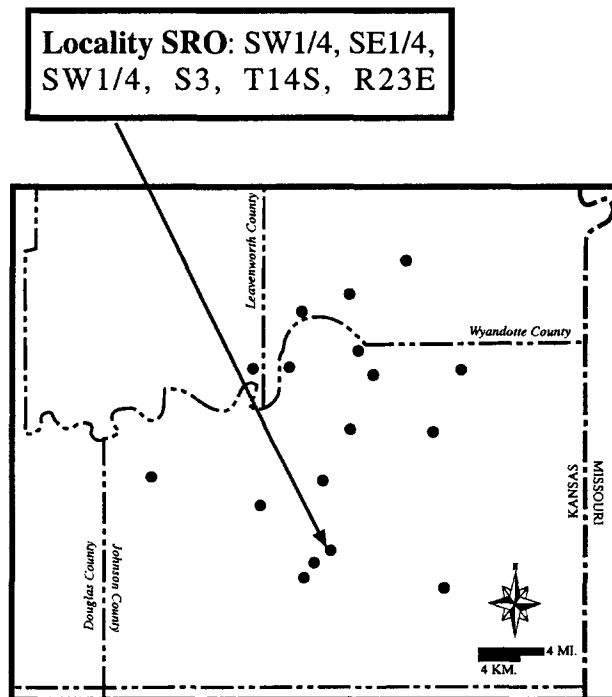 Locality SRO: SW1/4, SE1/4,
SW1/4, S3, T14S, R23E
Leavenworth County
Wyandotte County
KANSAS
MISSOURI
Douglas County
Johnson County
4 MI.
4 KM.